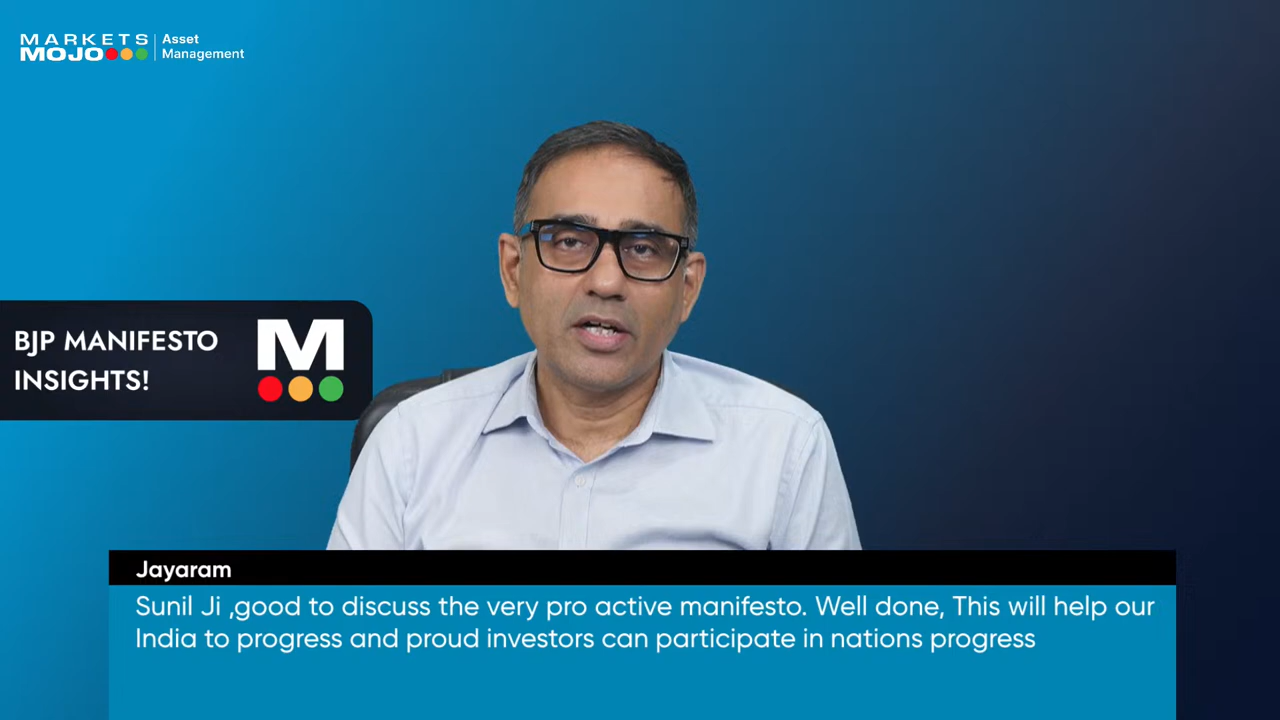 MARKETS
MOJO
Asset
Management
BJP MANIFESTO
INSIGHTS!
M
Jayaram
Sunil Ji ,good to discuss the very pro active manifesto. Well done, This will help our
India to progress and proud investors can participate in nations progress